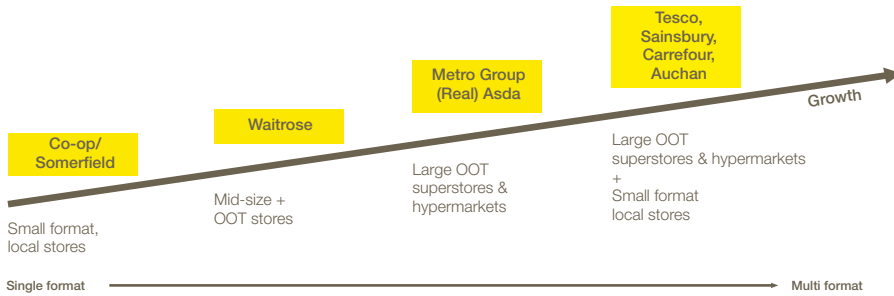 Tesco,
Sainsbury,
Carrefour,
Auchan
Metro Group
(Real) Asda
Growth
Waitrose
Co-op/
Somerfield
Large OOT
superstores & hypermarkets
+
Small format
local stores
Large OOT
superstores &
hypermarkets
Mid-size +
OOT stores
Small format,
local stores
Single format
Multi format